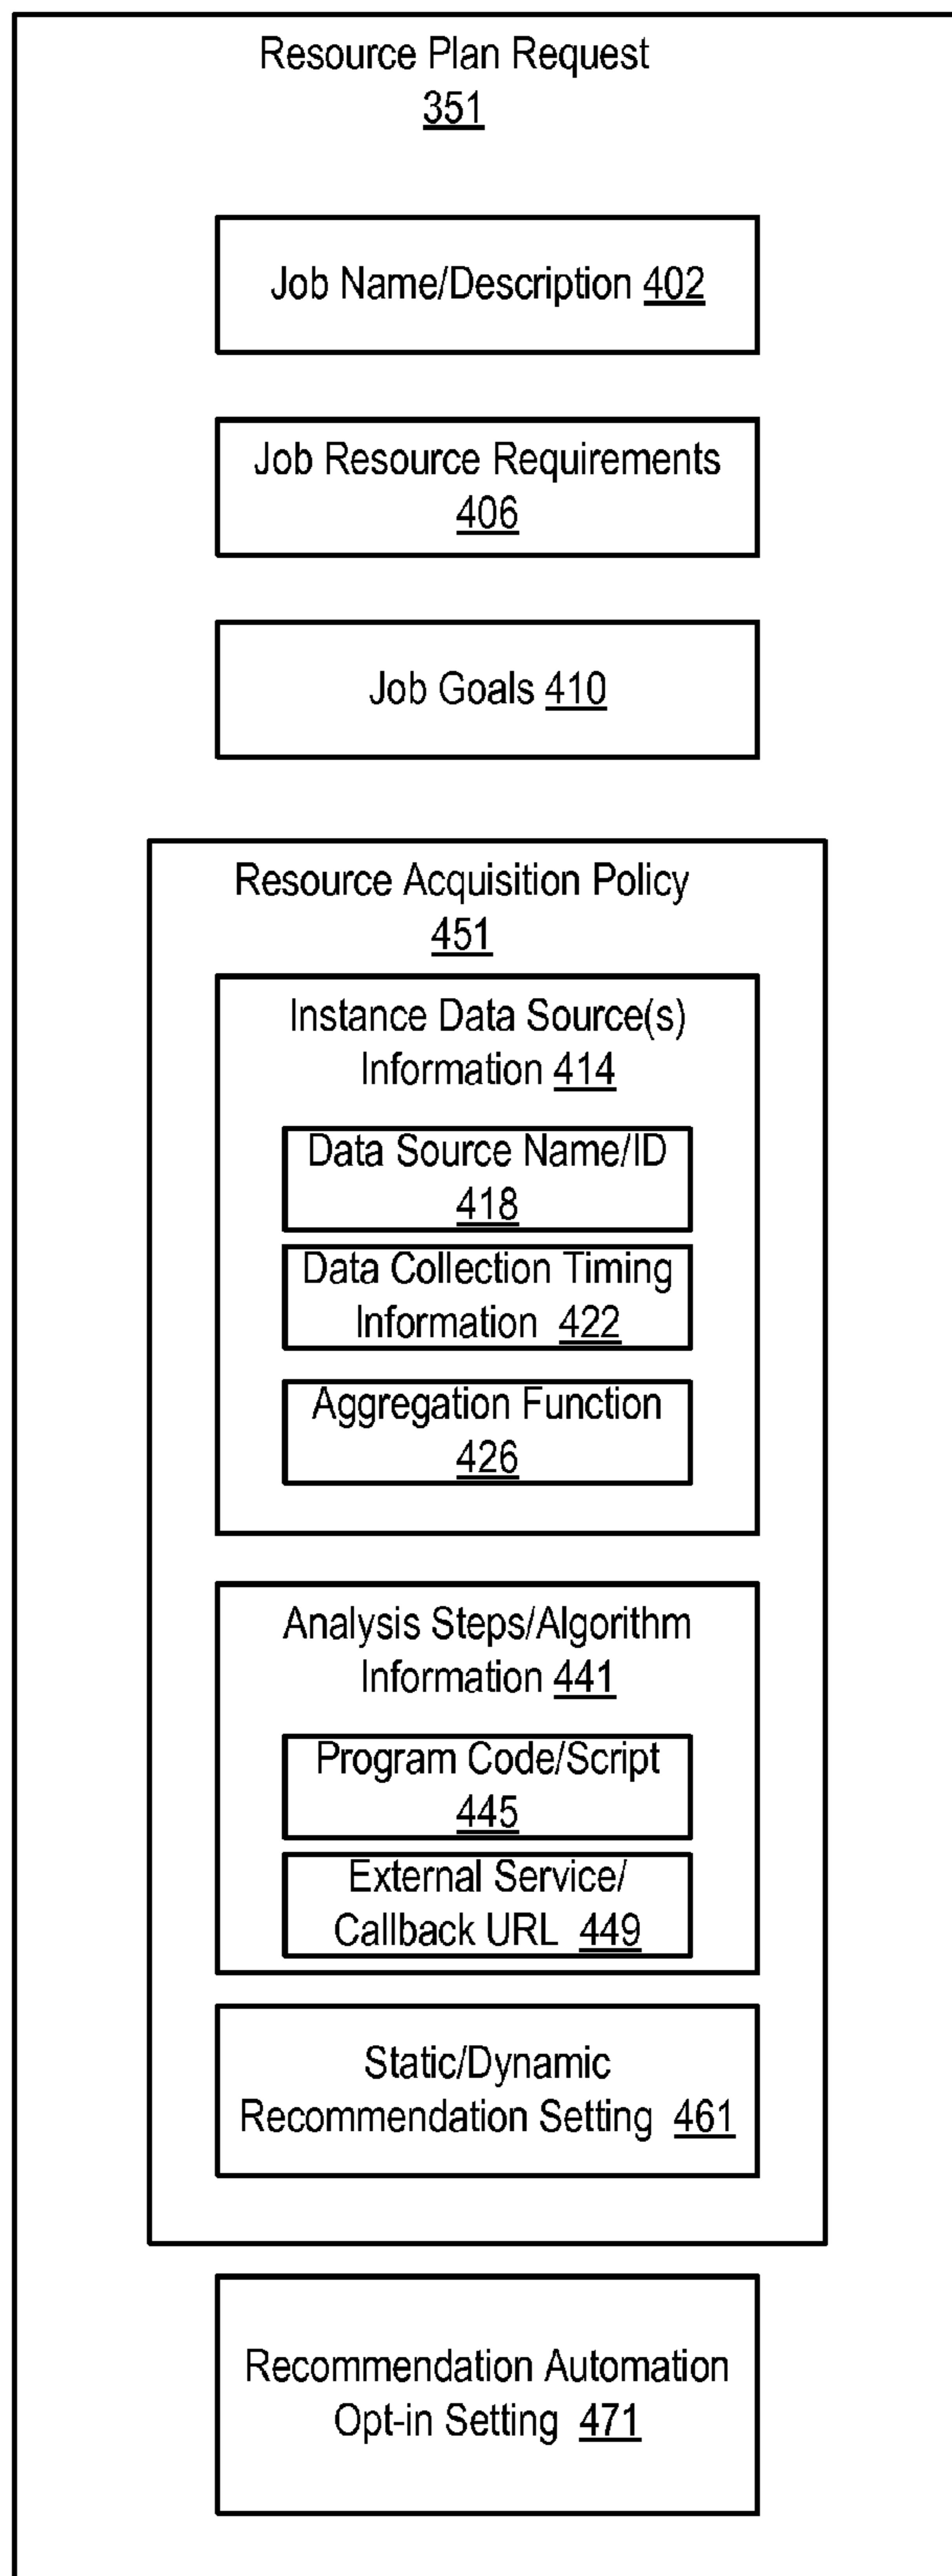 Resource Plan Request
351
Job Name/Description 402
Job Resource Requirements
406
Job Goals 410
Resource Acquisition Policy
451
Instance Data Source(s)
Information 414
Data Source Name/ID
418
Data Collection Timing
Information 422
Aggregation Function
426
Analysis Steps/Algorithm
Information 441
Program Code/Script
445
External Service/
Callback URL 449
Static/Dynamic
Recommendation Setting 461
Recommendation Automation
Opt-in Setting 471